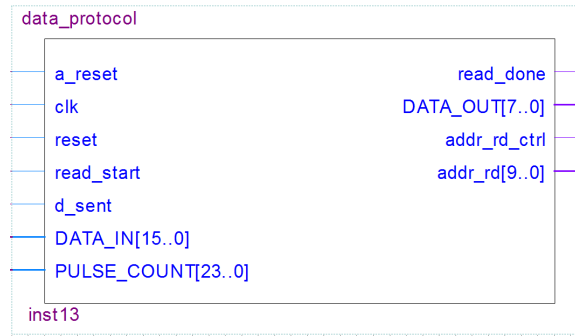 data_protocol
a_reset
read_done
clk
DATA_OUT[7..0]
reset
addr_rd_ctrl
read_start
addr_rd[9..0]
d_sent
DATA_IN[15..0]
PULSE_COUNT[23..0]
inst13